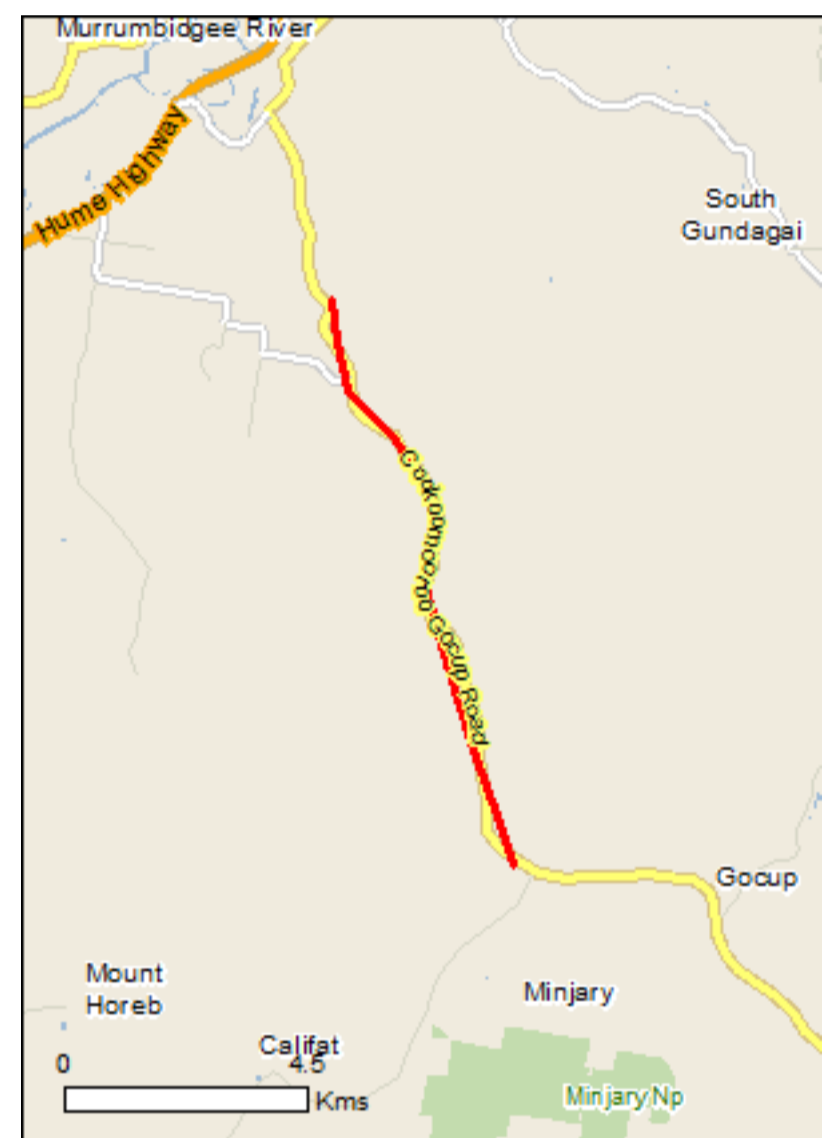 Murrumbidgee River
Hume Highway
South
Gundagai
Gocup Road
Gocup
Mount
Horeb
Minjary
Califat
0 4.5
Kms
Minjary Np